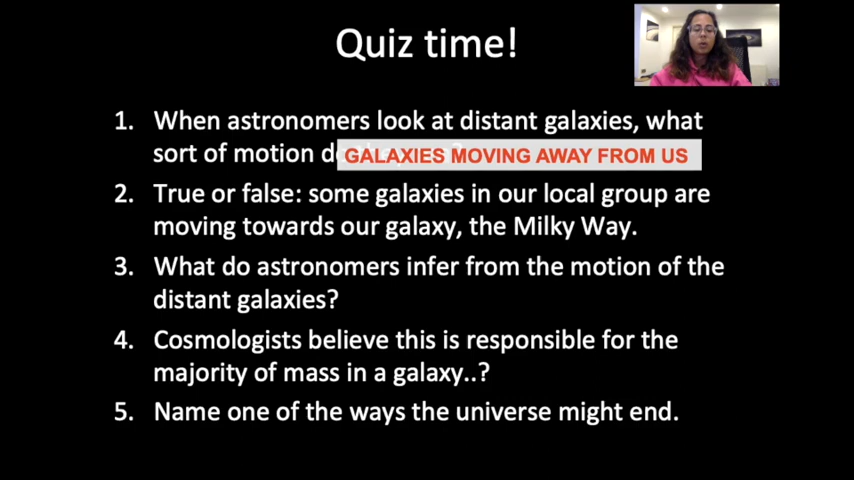 Quiz time!
1. When astronomers look at distant galaxies, what
sort of motion
GALAXIES MOVING AWAY FROM US
2. True or false: some galaxies in our local group are
moving towards our galaxy, the Milky Way.
3. What do astronomers infer from the motion of the
distant galaxies?
4. Cosmologists believe this is responsible for the
majority of mass in a galaxy..?
5. Name one of the ways the universe might end.